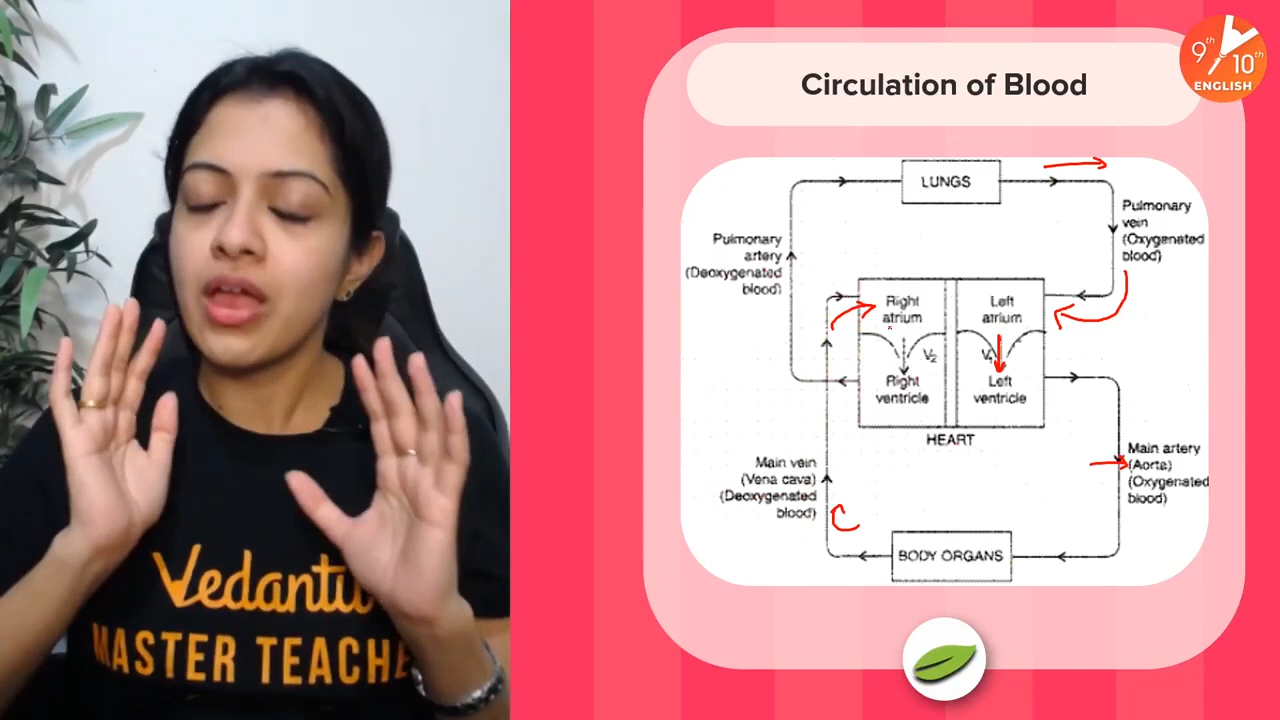 9th
10th
ENGLISH
Circulation of Blood
LUNGS
Pulmonary
vein
(Oxygenated
blood)
Pulmonary
artery
(Deoxygenated
blood)
Right
atrium
Left
atrium
V2
V1
Right
ventricle
Left
ventricle
HEART
Main artery
(Aorta)
(Oxygenated
blood)
Main vein
(Vena cava)
(Deoxygenated
blood)
C
BODY ORGANS
Vedantu
MASTER TEACHE